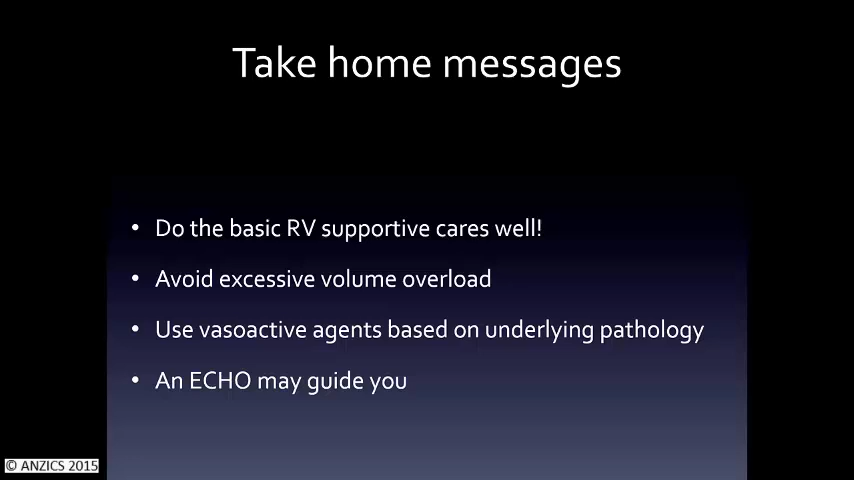 Take home messages
• Do the basic RV supportive cares well!
• Avoid excessive volume overload
• Use vasoactive agents based on underlying pathology
• An ECHO may guide you
© ANZICS 2015